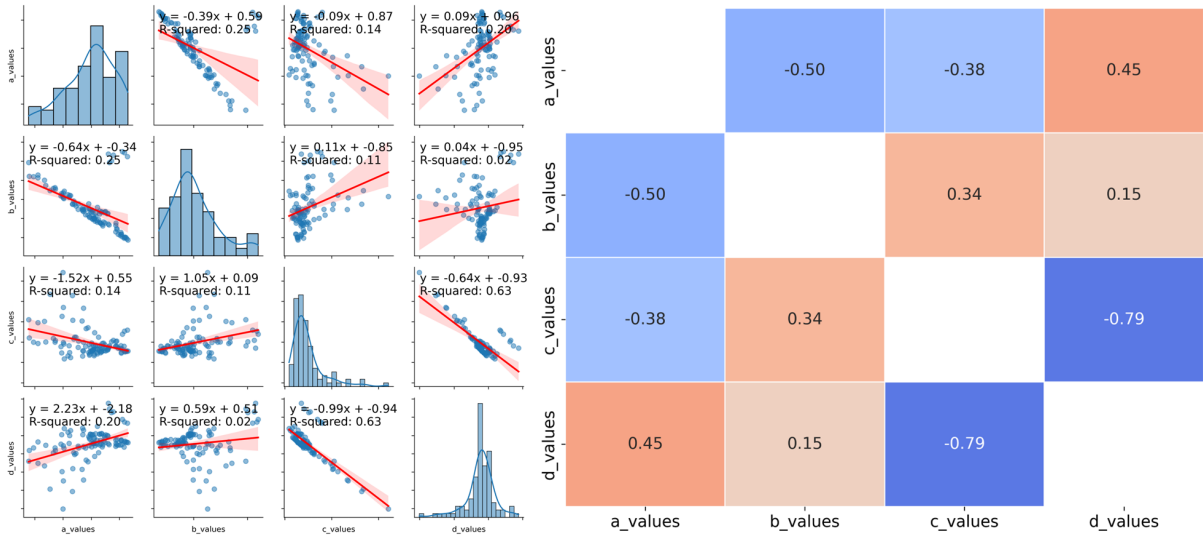 y = -0.39x + 0.59
R-squared: 0.25
y = -0.09x + 0.87
R-squared: 0.14
y = 0.09x + 0.96
R-squared: 0.20
a_values
y = -0.64x + -0.34
R-squared: 0.25
y = 0.11x + -0.85
R-squared: 0.11
y = 0.04x + -0.95
R-squared: 0.02
b_values
y = -1.52x + 0.55
R-squared: 0.14
y = 1.05x + 0.09
R-squared: 0.11
y = -0.64x + -0.93
R-squared: 0.63
c_values
y = 2.23x + -2.18
R-squared: 0.20
y = 0.59x + 0.51
R-squared: 0.02
y = -0.99x + -0.94
R-squared: 0.63
d_values
a_values
b_values
c_values
d_values
a_values
-0.50
-0.38
0.45
b_values
-0.50
0.34
0.15
c_values
-0.38
0.34
-0.79
d_values
0.45
0.15
-0.79
a_values
b_values
c_values
d_values